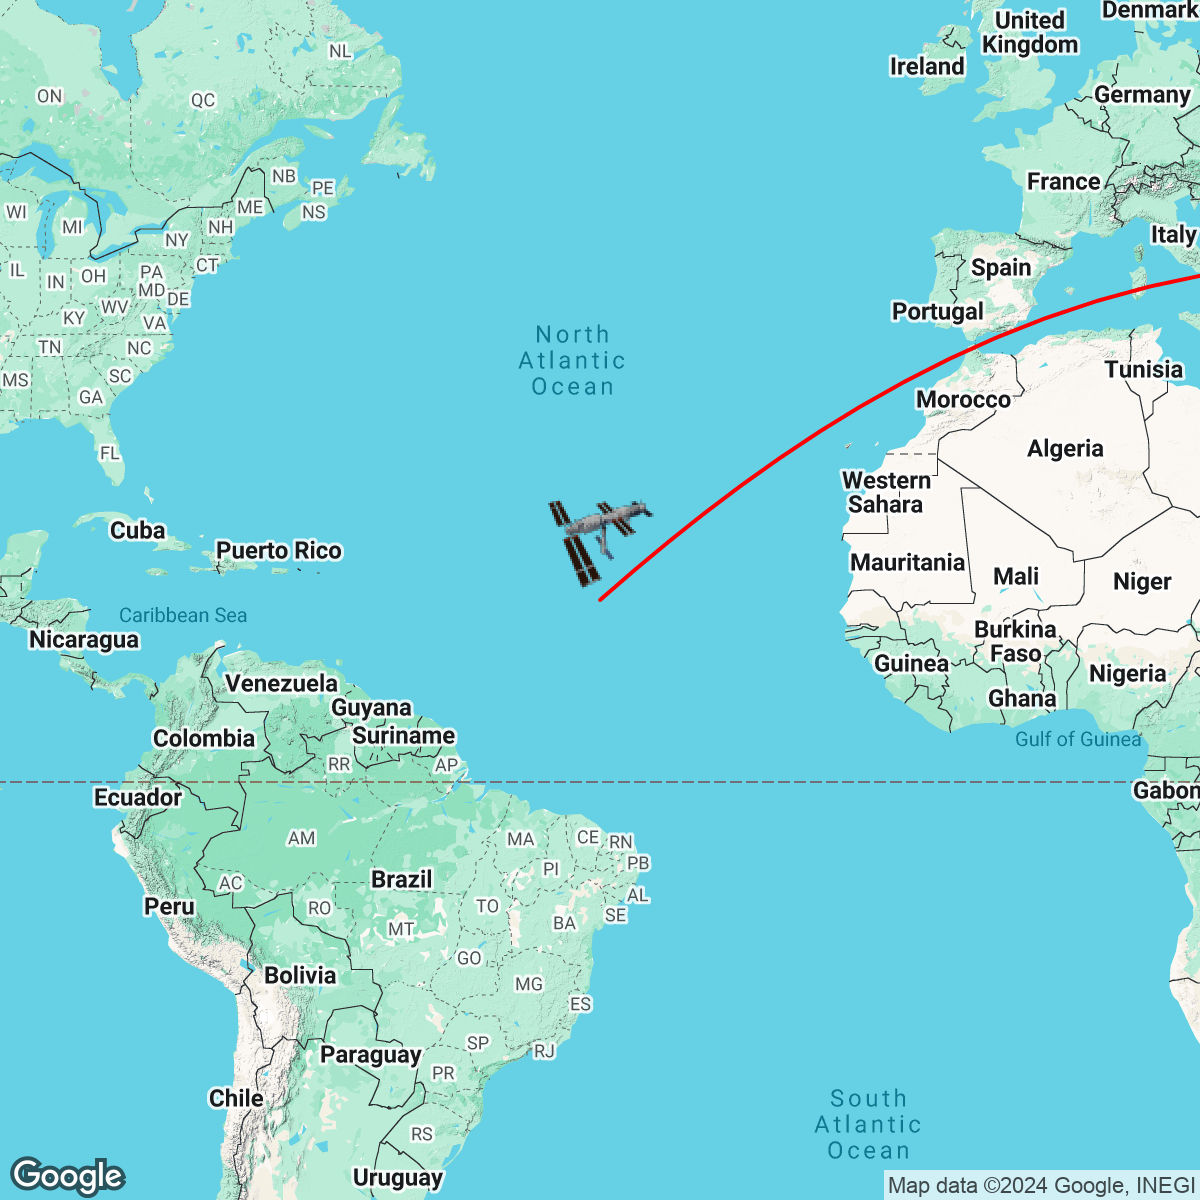 Denmark
United
Kingdom
Ireland
NL
ON
QC
Germany
France
NB
PE
ME
NS
WI
MI
NH
NY
Italy
CT
Spain
IL
IN
OH
PA
MD
DE
WV
KY
VA
Portugal
North
Atlantic
Ocean
TN
NC
MS
SC
GA
Tunisia
Morocco
FL
Algeria
Western
Sahara
Cuba
Puerto Rico
Mauritania
Mali
Niger
Caribbean Sea
Nicaragua
Burkina
Faso
Guinea
Nigeria
Venezuela
Ghana
Guyana
Suriname
Colombia
Gulf of Guinea
RR
AP
Ecuador
Gabon
AM
MA
CE
RN
PI
PB
Brazil
AC
AL
Peru
RO
TO
SE
MT
BA
GO
Bolivia
MG
ES
SP
RJ
Paraguay
PR
Chile
South
Atlantic
Ocean
RS
Uruguay
Google
Map data ©2024 Google, INEGI